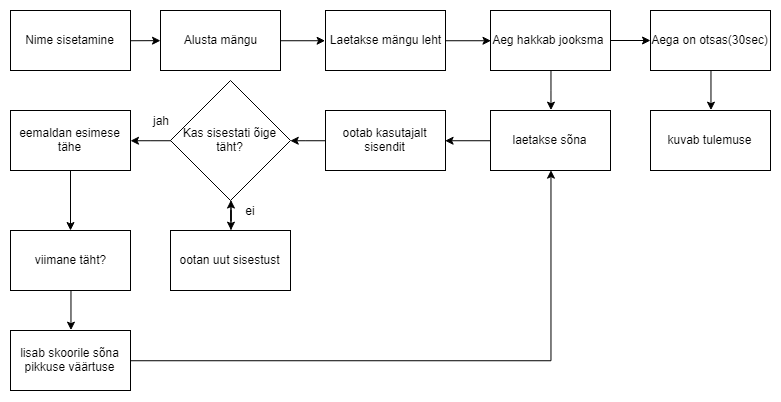 Nime sisetamine
Alusta mängu
Laetakse mängu leht
Aeg hakkab jooksma
Aega on otsas(30sec)
jah
eemaldan esimese
tähe
Kas sisestati õige
täht?
ootab kasutajalt
sisendit
laetakse sõna
kuvab tulemuse
ei
viimane täht?
ootan uut sisestust
lisab skoorile sõna
pikkuse väärtuse